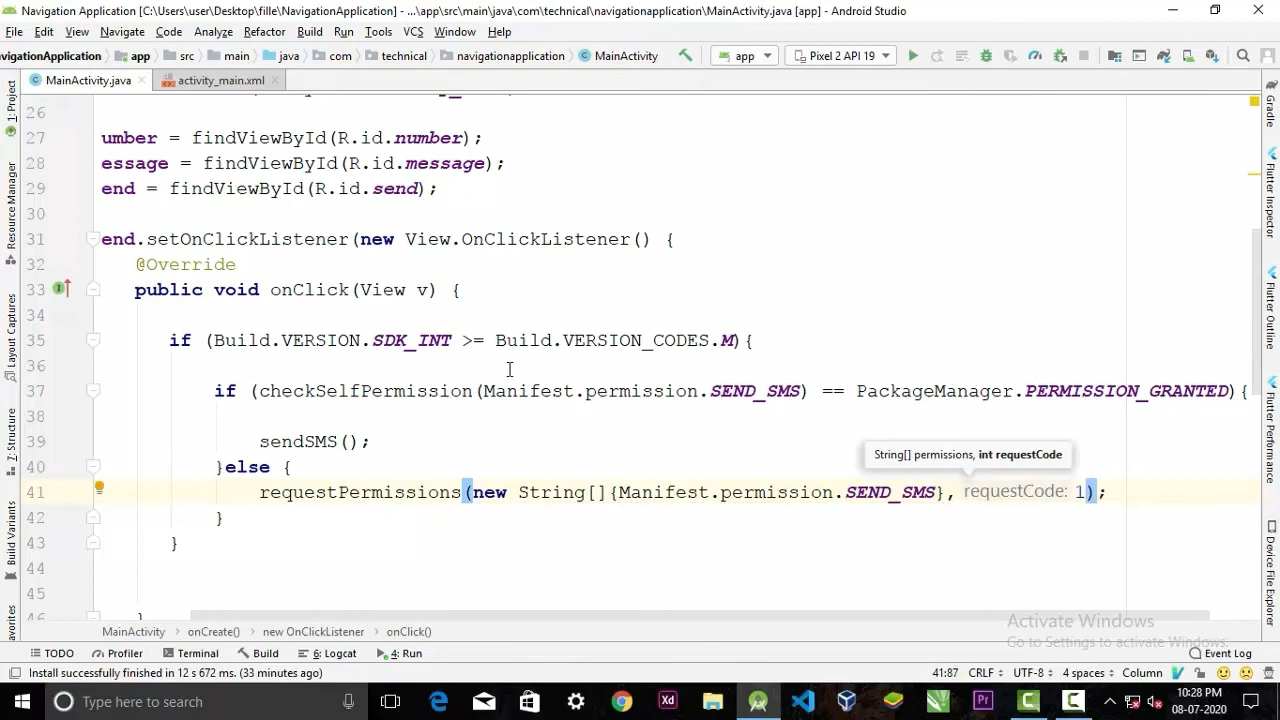 NavigationApplication [C:\Users\user\Desktop\fille\NavigationApplication] - ...\app\src\main\java\com\technical\navigationapplication\MainActivity.java [app] - Android Studio
File Edit View Navigate Code Analyze Refactor Build Run Tools VCS Window Help
vigationApplication app src main java com technical navigationapplication MainActivity app Pixel 2 API 19
MainActivity.java activity_main.xml
1: Project
Resource Manager
Layout Captures
Z: Structure
Build Variants
avorites
26
27 umber = findViewById(R.id.number);
28 essage = findViewById(R.id.message);
29 end = findViewById(R.id.send);
30
31 end.setOnClickListener(new View.OnClickListener() {
32 @Override
33 public void onClick(View v) {
34
35 if (Build.VERSION.SDK_INT >= Build.VERSION_CODES.M){
36
37 if (checkSelfPermission(Manifest.permission.SEND_SMS) == PackageManager.PERMISSION_GRANTED){
38
39 sendSMS();
40 }else {
String[] permissions, int requestCode
41 requestPermissions(new String[]{Manifest.permission.SEND_SMS}, requestCode: 1);
42 }
43 }
44
45
46 }
Gradle
Flutter Inspector
Flutter Outline
Flutter Performance
Device File Explorer
Activate Windows
Go to Settings to activate Windows.
MainActivity onCreate() new OnClickListener onClick()
TODO Profiler Terminal Build 6: Logcat 4: Run Event Log
Install successfully finished in 12 s 672 ms. (33 minutes ago) 41:87 CRLF UTF-8 4 spaces Column
Type here to search
Xd
Pr
10:28 PM
08-07-2020